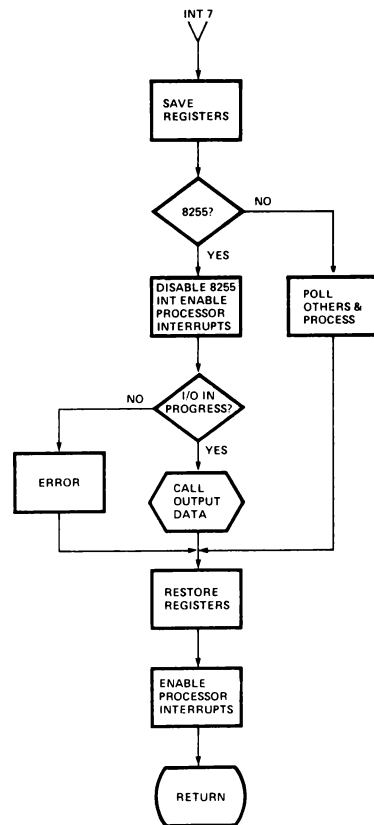 INT 7
SAVE
REGISTERS
8255?
NO
YES
DISABLE 8255
INT ENABLE
PROCESSOR
INTERRUPTS
POLL
OTHERS &
PROCESS
I/O IN
PROGRESS?
NO
YES
ERROR
CALL
OUTPUT
DATA
RESTORE
REGISTERS
ENABLE
PROCESSOR
INTERRUPTS
RETURN